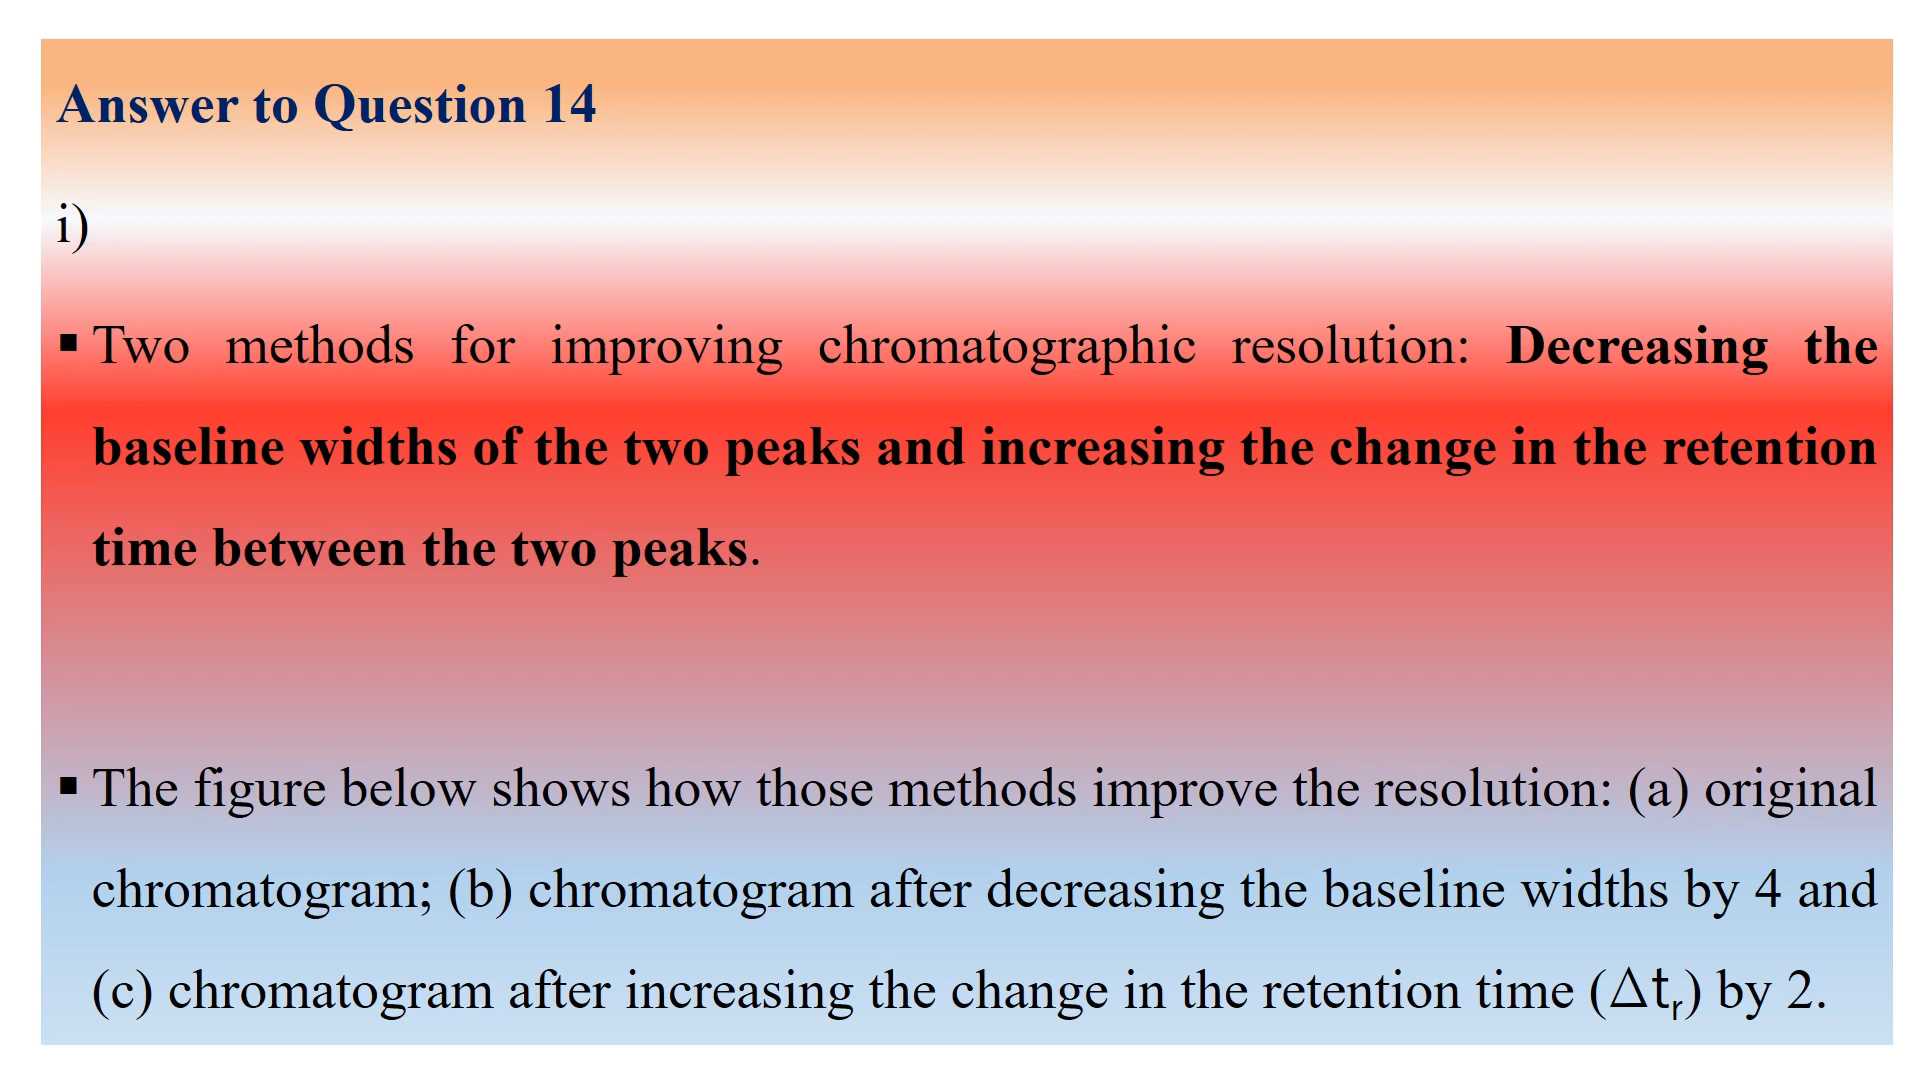 Answer to Question 14
i)
▪ Two methods for improving chromatographic resolution: Decreasing the
baseline widths of the two peaks and increasing the change in the retention
time between the two peaks.
▪ The figure below shows how those methods improve the resolution: (a) original
chromatogram; (b) chromatogram after decreasing the baseline widths by 4 and
(c) chromatogram after increasing the change in the retention time (Δtᵣ) by 2.